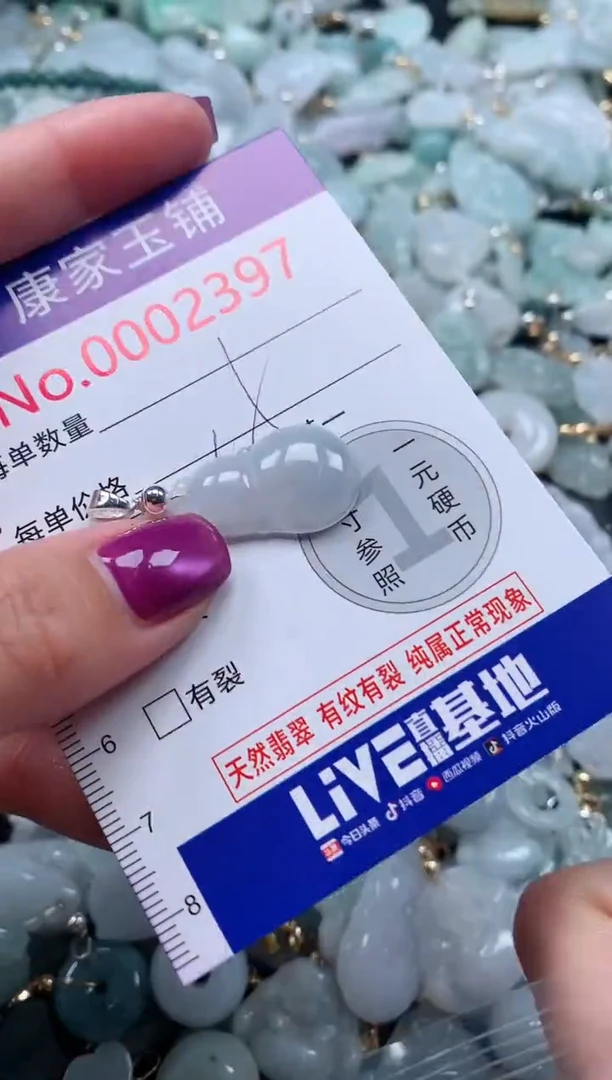 康家玉铺
No.0002397
每单数量
每单价格
一元硬币
寸参照
1
有裂
天然翡翠 有纹有裂 纯属正常现象
LiVE直播基地
今日头条 抖音 西瓜视频 抖音火山版
6
7
8